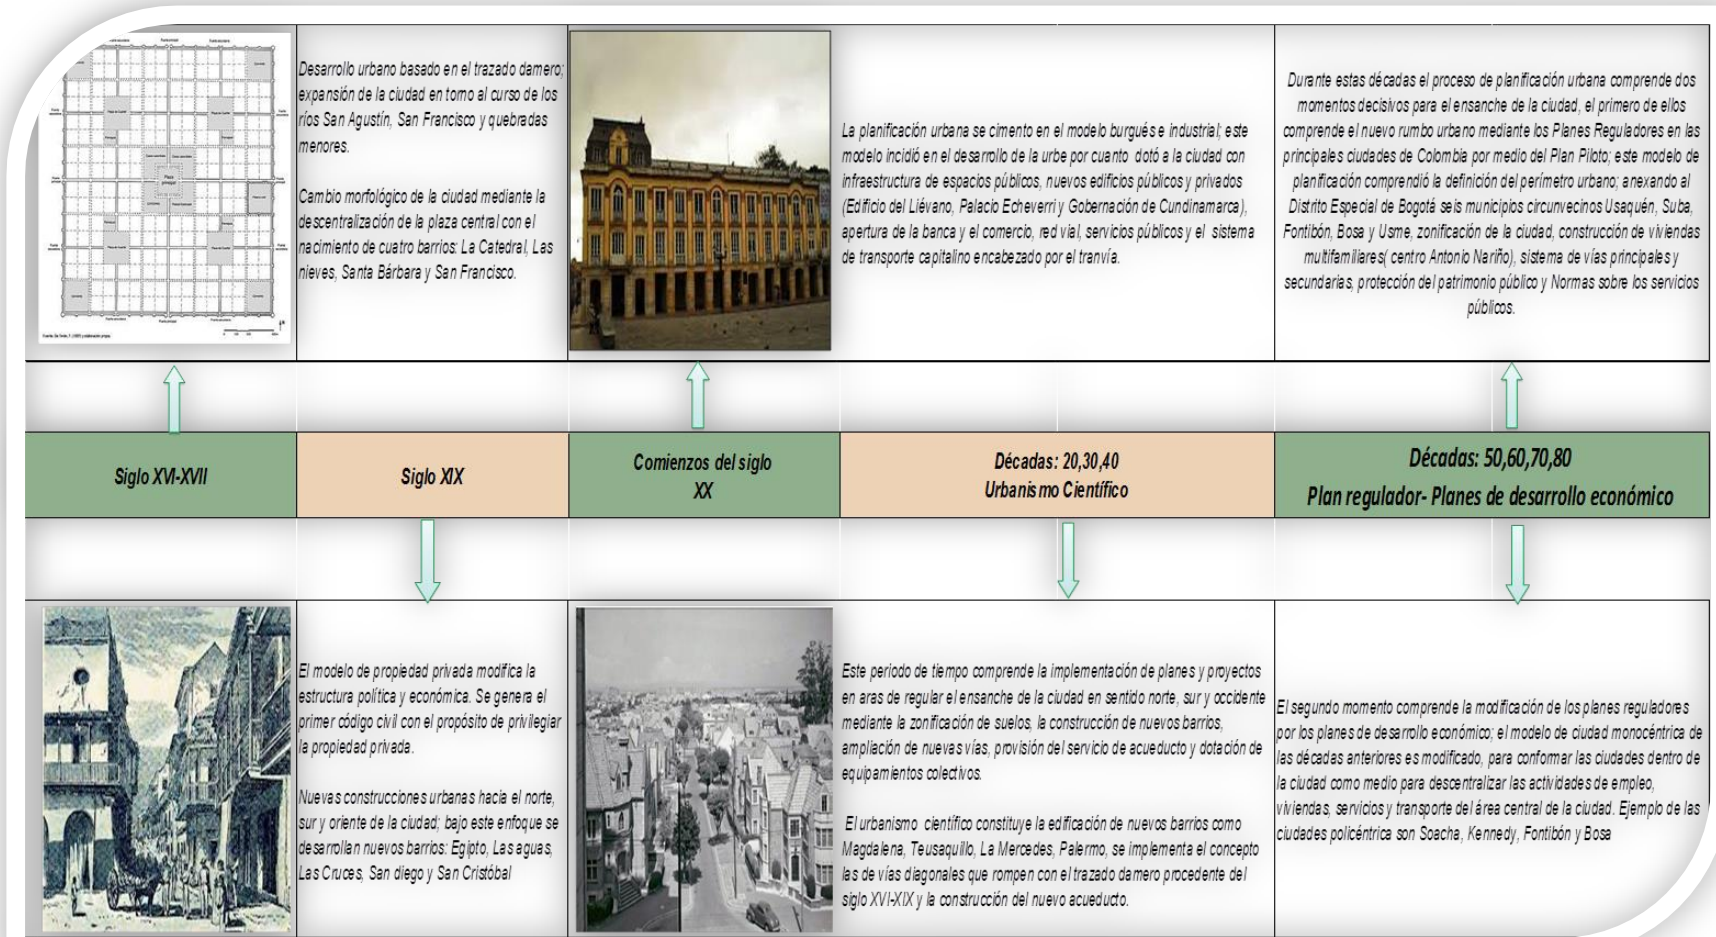 Desarrollo urbano basado en el trazado damero;
expansión de la ciudad en torno al curso de los
ríos San Agustín, San Francisco y quebradas
menores.
Cambio morfológico de la ciudad mediante la
descentralización de la plaza central con el
nacimiento de cuatro barrios: La Catedral, Las
nieves, Santa Bárbara y San Francisco.
La planificación urbana se cimento en el modelo burgués e industrial; este
modelo incidió en el desarrollo de la urbe por cuanto dotó a la ciudad con
infraestructura de espacios públicos, nuevos edificios públicos y privados
(Edificio del Liévano, Palacio Echeverri y Gobernación de Cundinamarca),
apertura de la banca y el comercio, red vial, servicios públicos y el sistema
de transporte capitalino encabezado por el tranvía.
Durante estas décadas el proceso de planificación urbana comprende dos
momentos decisivos para el ensanche de la ciudad, el primero de ellos
comprende el nuevo rumbo urbano mediante los Planes Reguladores en las
principales ciudades de Colombia por medio del Plan Piloto; este modelo de
planificación comprendió la definición del perímetro urbano; anexando al
Distrito Especial de Bogotá seis municipios circunvecinos Usaquén, Suba,
Fontibón, Bosa y Usme, zonificación de la ciudad, construcción de viviendas
multifamiliares( centro Antonio Nariño), sistema de vías principales y
secundarias, protección del patrimonio público y Normas sobre los servicios
públicos.
Siglo XVI-XVII
Siglo XIX
Comienzos del siglo
XX
Décadas: 20,30,40
Urbanismo Científico
Décadas: 50,60,70,80
Plan regulador- Planes de desarrollo económico
El modelo de propiedad privada modifica la
estructura política y económica. Se genera el
primer código civil con el propósito de privilegiar
la propiedad privada.
Nuevas construcciones urbanas hacia el norte,
sur y oriente de la ciudad; bajo este enfoque se
desarrollan nuevos barrios: Egipto, Las aguas,
Las Cruces, San diego y San Cristóbal
Este periodo de tiempo comprende la implementación de planes y proyectos
en aras de regular el ensanche de la ciudad en sentido norte, sur y occidente
mediante la zonificación de suelos, la construcción de nuevos barrios,
ampliación de nuevas vías, provisión del servicio de acueducto y dotación de
equipamientos colectivos.
El urbanismo científico constituye la edificación de nuevos barrios como
Magdalena, Teusaquillo, La Mercedes, Palermo, se implementa el concepto
las de vías diagonales que rompen con el trazado damero procedente del
siglo XVI-XIX y la construcción del nuevo acueducto.
El segundo momento comprende la modificación de los planes reguladores
por los planes de desarrollo económico; el modelo de ciudad monocéntrica de
las décadas anteriores es modificado, para conformar las ciudades dentro de
la ciudad como medio para descentralizar las actividades de empleo,
viviendas, servicios y transporte del área central de la ciudad. Ejemplo de las
ciudades policéntrica son Soacha, Kennedy, Fontibón y Bosa